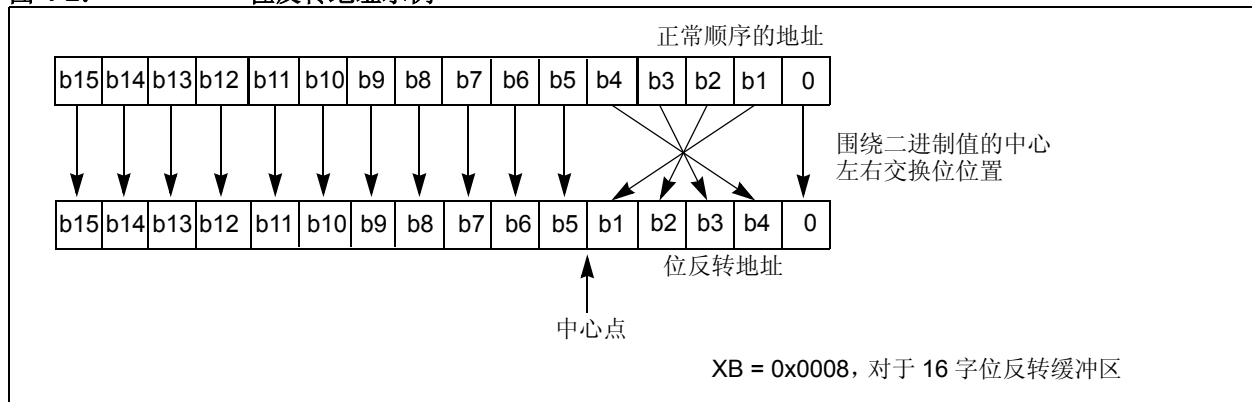 正常顺序的地址
b15 b14 b13 b12 b11 b10 b9 b8 b7 b6 b5 b4 b3 b2 b1 0
围绕二进制值的中心
左右交换位位置
b15 b14 b13 b12 b11 b10 b9 b8 b7 b6 b5 b1 b2 b3 b4 0
位反转地址
中心点
XB = 0x0008，对于 16 字位反转缓冲区